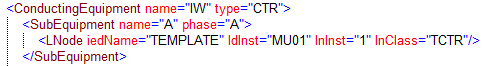 <ConductingEquipment name="IW" type="CTR">
<SubEquipment name="A" phase="A">
<LNode iedName="TEMPLATE" ldInst="MU01" lnInst="1" lnClass="TCTR"/>
</SubEquipment>